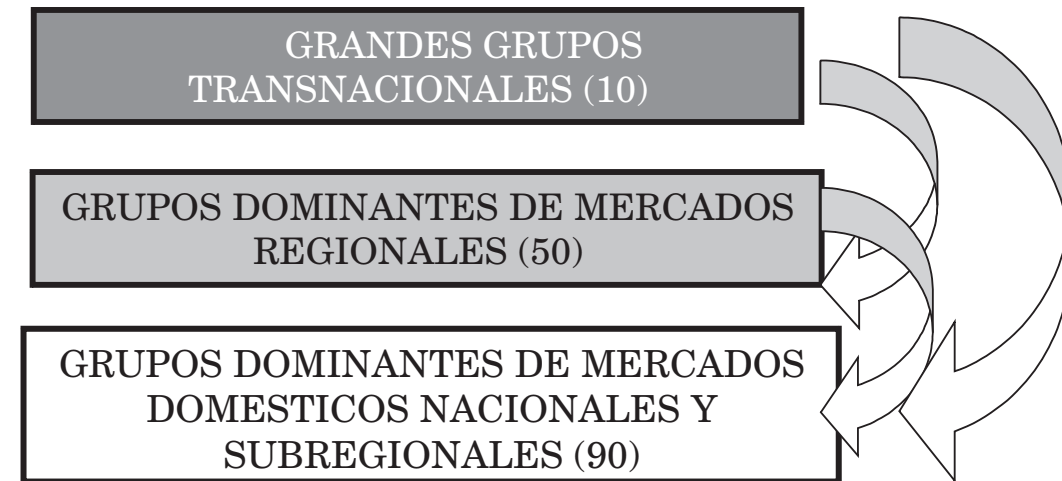 GRANDES GRUPOS
TRANSNACIONALES (10)
GRUPOS DOMINANTES DE MERCADOS
REGIONALES (50)
GRUPOS DOMINANTES DE MERCADOS
DOMESTICOS NACIONALES Y
SUBREGIONALES (90)